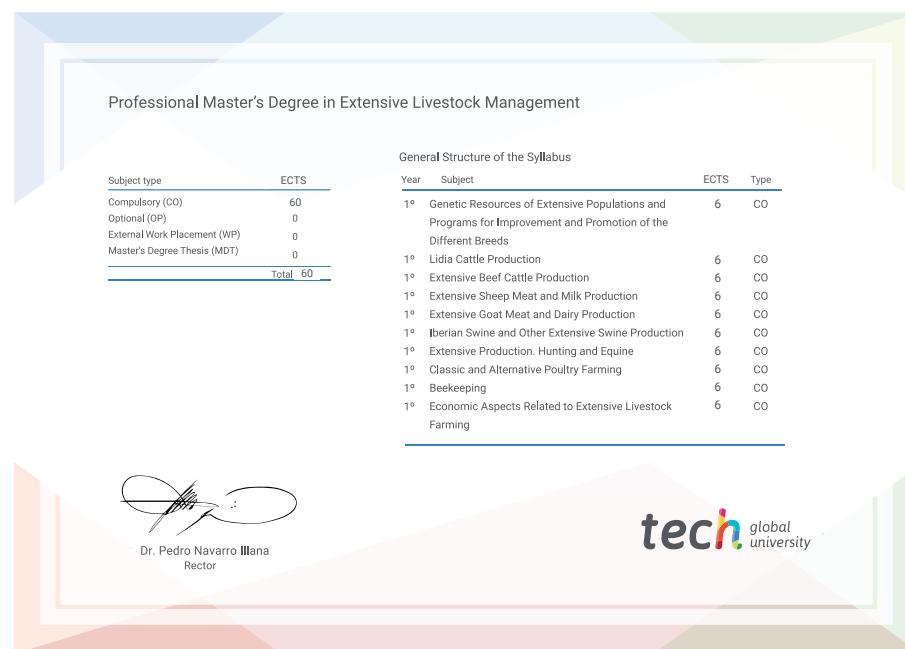 Professional Master's Degree in Extensive Livestock Management
Subject type ECTS
Compulsory (CO) 60
Optional (OP) 0
External Work Placement (WP) 0
Master's Degree Thesis (MDT) 0
Total 60
General Structure of the Syllabus
Year Subject ECTS Type
1º Genetic Resources of Extensive Populations and 6 CO
Programs for Improvement and Promotion of the
Different Breeds
1º Lidia Cattle Production 6 CO
1º Extensive Beef Cattle Production 6 CO
1º Extensive Sheep Meat and Milk Production 6 CO
1º Extensive Goat Meat and Dairy Production 6 CO
1º Iberian Swine and Other Extensive Swine Production 6 CO
1º Extensive Production. Hunting and Equine 6 CO
1º Classic and Alternative Poultry Farming 6 CO
1º Beekeeping 6 CO
1º Economic Aspects Related to Extensive Livestock 6 CO
Farming
Dr. Pedro Navarro Illana
Rector
tech global
university